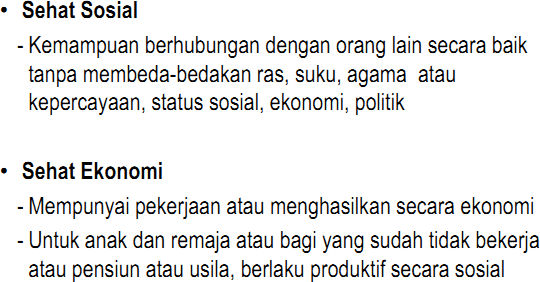 • Sehat Sosial
- Kemampuan berhubungan dengan orang lain secara baik
tanpa membeda-bedakan ras, suku, agama atau
kepercayaan, status sosial, ekonomi, politik
• Sehat Ekonomi
- Mempunyai pekerjaan atau menghasilkan secara ekonomi
- Untuk anak dan remaja atau bagi yang sudah tidak bekerja
atau pensiun atau usila, berlaku produktif secara sosial